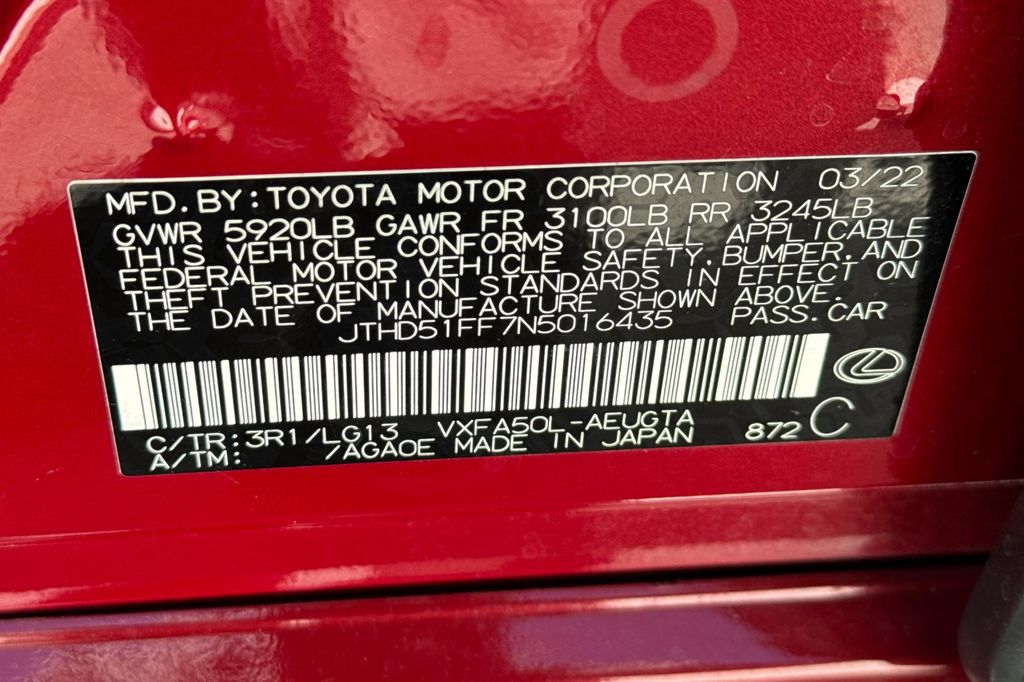 MFD. BY: TOYOTA MOTOR CORPORATION 03/22
GVWR 5920LB GAWR FR 3100LB RR 3245LB
THIS VEHICLE CONFORMS TO ALL APPLICABLE
FEDERAL MOTOR VEHICLE SAFETY, BUMPER, AND
THEFT PREVENTION STANDARDS IN EFFECT ON
THE DATE OF MANUFACTURE SHOWN ABOVE.
JTHD51FF7N5016435 PASS. CAR
C/TR: 3R1/LG13 VXFA50L-AEUGTA
A/TM: /AGA0E MADE IN JAPAN 872 C